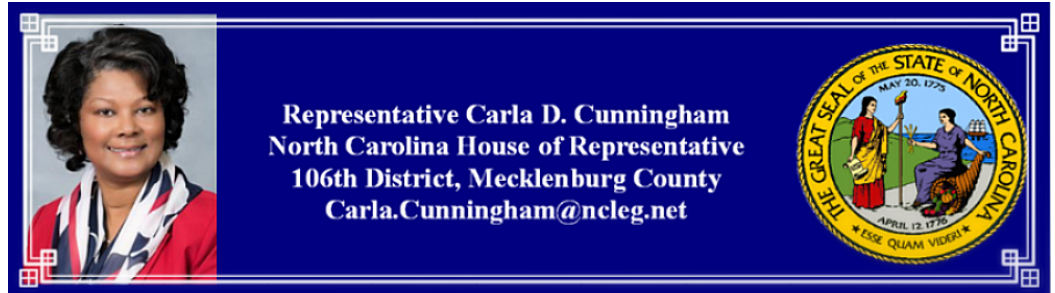 Representative Carla D. Cunningham
North Carolina House of Representative
106th District, Mecklenburg County
Carla.Cunningham@ncleg.net
THE GREAT SEAL OF THE STATE OF NORTH CAROLINA
MAY 20, 1775
APRIL 12 1776
★ ESSE QUAM VIDERI ★